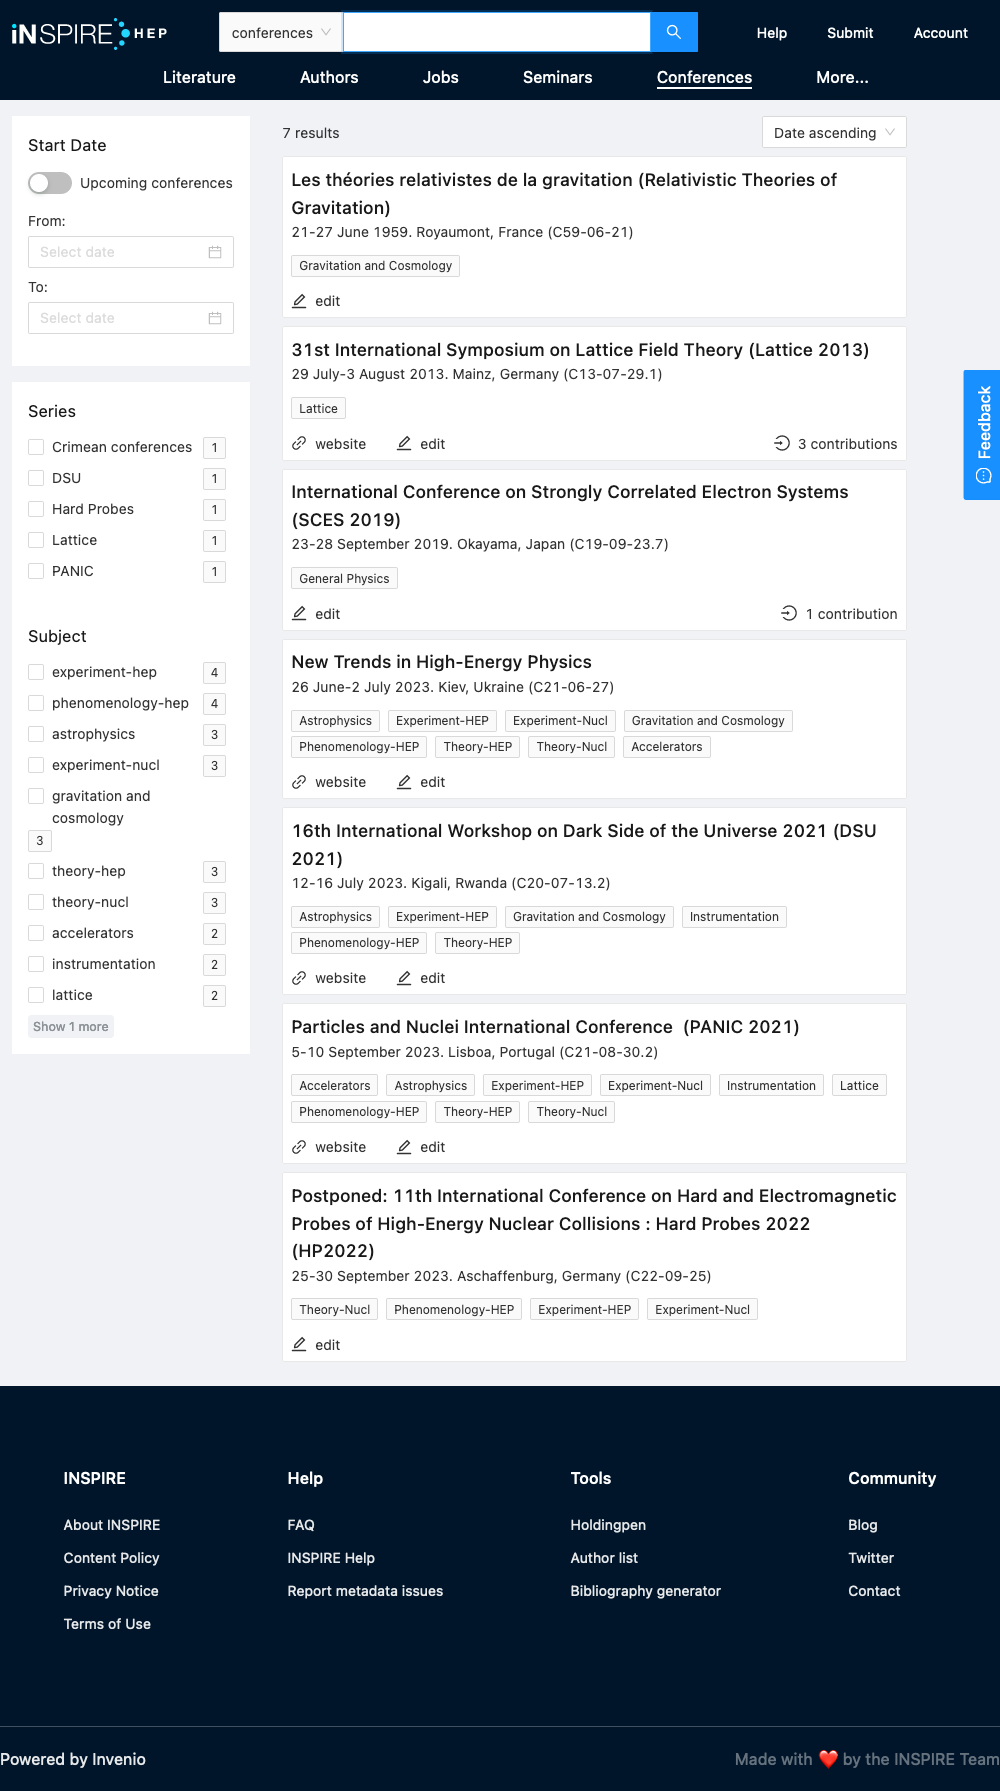 iNSPIRE HEP
conferences
Help
Submit
Account
Literature
Authors
Jobs
Seminars
Conferences
More...
Start Date
Upcoming conferences
From:
Select date
To:
Select date
Series
Crimean conferences 1
DSU 1
Hard Probes 1
Lattice 1
PANIC 1
Subject
experiment-hep 4
phenomenology-hep 4
astrophysics 3
experiment-nucl 3
gravitation and
cosmology
3
theory-hep 3
theory-nucl 3
accelerators 2
instrumentation 2
lattice 2
Show 1 more
7 results
Date ascending
Les théories relativistes de la gravitation (Relativistic Theories of
Gravitation)
21-27 June 1959. Royaumont, France (C59-06-21)
Gravitation and Cosmology
edit
31st International Symposium on Lattice Field Theory (Lattice 2013)
29 July-3 August 2013. Mainz, Germany (C13-07-29.1)
Lattice
website edit 3 contributions
International Conference on Strongly Correlated Electron Systems
(SCES 2019)
23-28 September 2019. Okayama, Japan (C19-09-23.7)
General Physics
edit 1 contribution
New Trends in High-Energy Physics
26 June-2 July 2023. Kiev, Ukraine (C21-06-27)
Astrophysics Experiment-HEP Experiment-Nucl Gravitation and Cosmology
Phenomenology-HEP Theory-HEP Theory-Nucl Accelerators
website edit
16th International Workshop on Dark Side of the Universe 2021 (DSU
2021)
12-16 July 2023. Kigali, Rwanda (C20-07-13.2)
Astrophysics Experiment-HEP Gravitation and Cosmology Instrumentation
Phenomenology-HEP Theory-HEP
website edit
Particles and Nuclei International Conference (PANIC 2021)
5-10 September 2023. Lisboa, Portugal (C21-08-30.2)
Accelerators Astrophysics Experiment-HEP Experiment-Nucl Instrumentation Lattice
Phenomenology-HEP Theory-HEP Theory-Nucl
website edit
Postponed: 11th International Conference on Hard and Electromagnetic
Probes of High-Energy Nuclear Collisions : Hard Probes 2022
(HP2022)
25-30 September 2023. Aschaffenburg, Germany (C22-09-25)
Theory-Nucl Phenomenology-HEP Experiment-HEP Experiment-Nucl
edit
Feedback
INSPIRE
About INSPIRE
Content Policy
Privacy Notice
Terms of Use
Help
FAQ
INSPIRE Help
Report metadata issues
Tools
Holdingpen
Author list
Bibliography generator
Community
Blog
Twitter
Contact
Powered by Invenio
Made with ❤️ by the INSPIRE Team